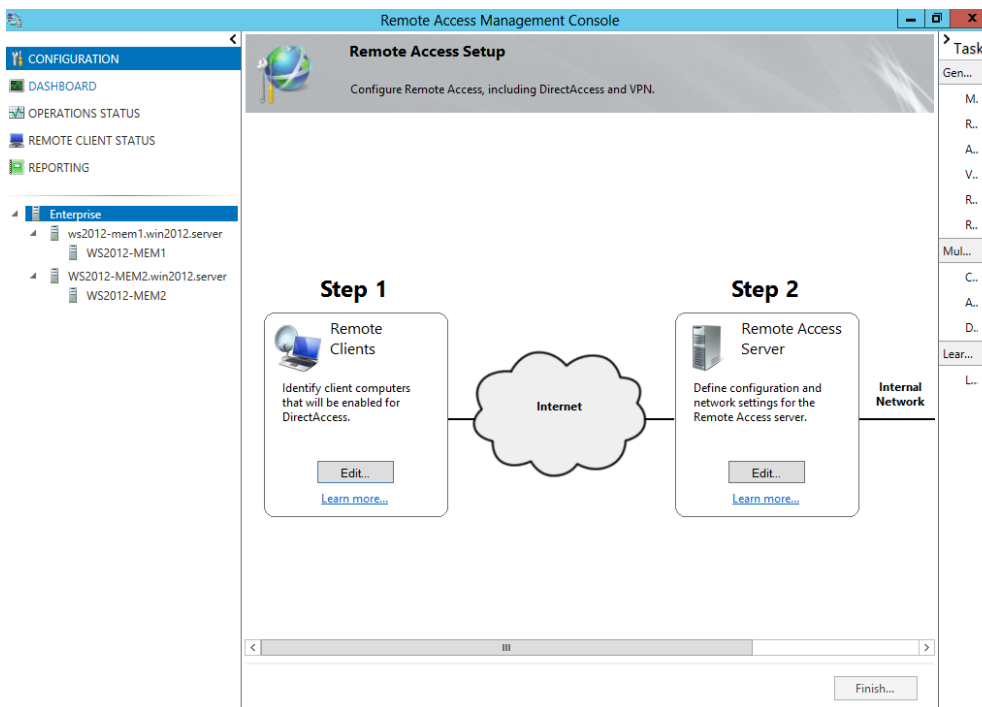 Remote Access Management Console
CONFIGURATION
DASHBOARD
OPERATIONS STATUS
REMOTE CLIENT STATUS
REPORTING
Enterprise
ws2012-mem1.win2012.server
WS2012-MEM1
WS2012-MEM2.win2012.server
WS2012-MEM2
Remote Access Setup
Configure Remote Access, including DirectAccess and VPN.
Step 1
Remote
Clients
Identify client computers
that will be enabled for
DirectAccess.
Edit...
Learn more...
Internet
Step 2
Remote Access
Server
Define configuration and
network settings for the
Remote Access server.
Edit...
Learn more...
Internal
Network
Finish...
Task
Gen...
M.
R..
A..
V..
R..
R..
Mul...
C..
A..
D..
Lear...
L...